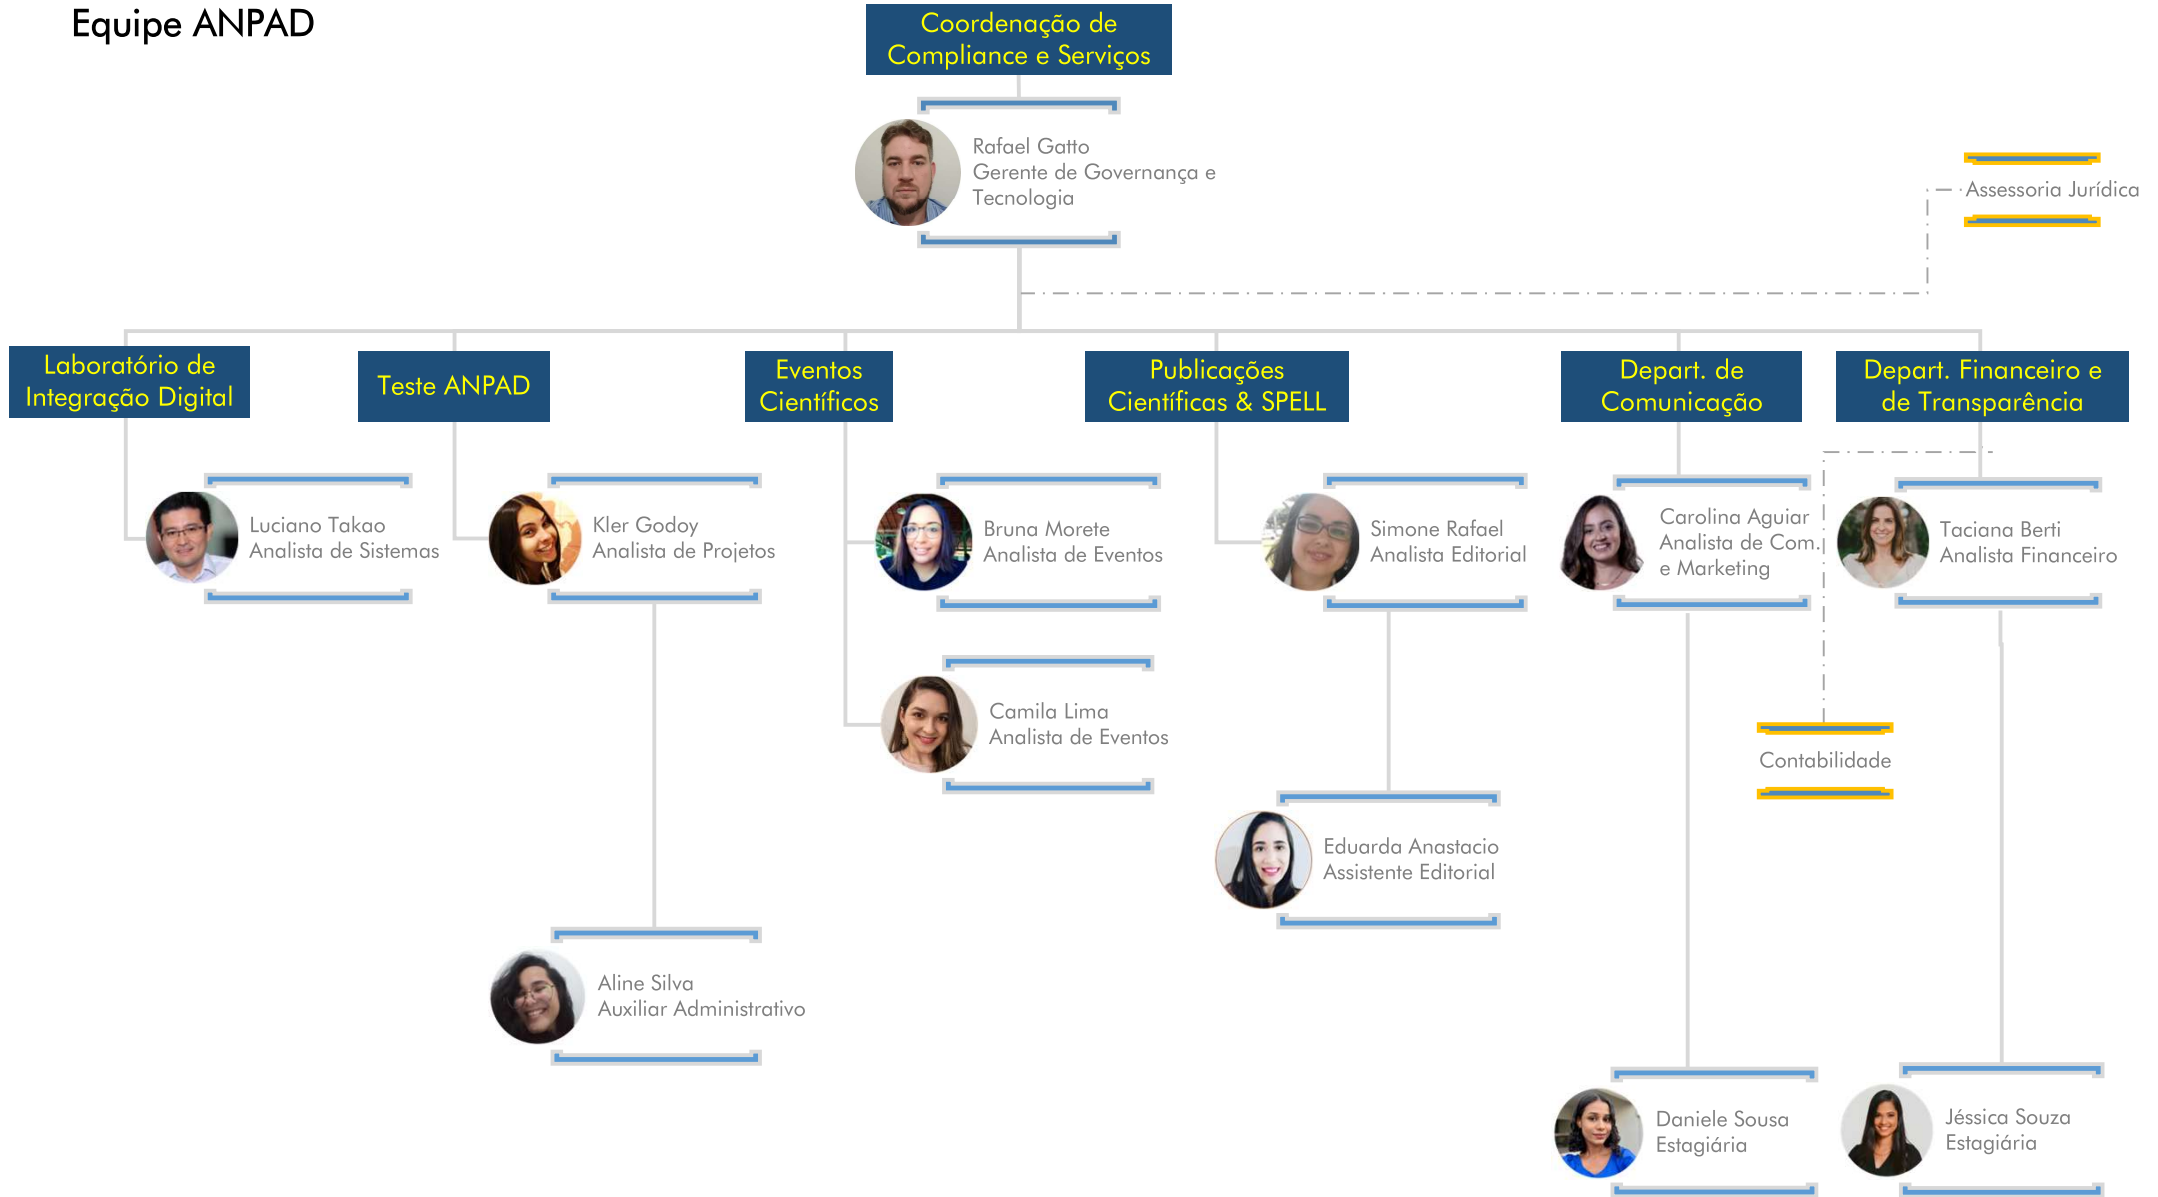 Equipe ANPAD
Coordenação de
Compliance e Serviços
Rafael Gatto
Gerente de Governança e
Tecnologia
Assessoria Jurídica
Laboratório de
Integração Digital
Teste ANPAD
Eventos
Científicos
Publicações
Científicas & SPELL
Depart. de
Comunicação
Depart. Financeiro e
de Transparência
Luciano Takao
Analista de Sistemas
Kler Godoy
Analista de Projetos
Bruna Morete
Analista de Eventos
Simone Rafael
Analista Editorial
Carolina Aguiar
Analista de Com.
e Marketing
Taciana Berti
Analista Financeiro
Camila Lima
Analista de Eventos
Contabilidade
Eduarda Anastacio
Assistente Editorial
Aline Silva
Auxiliar Administrativo
Daniele Sousa
Estagiária
Jéssica Souza
Estagiária